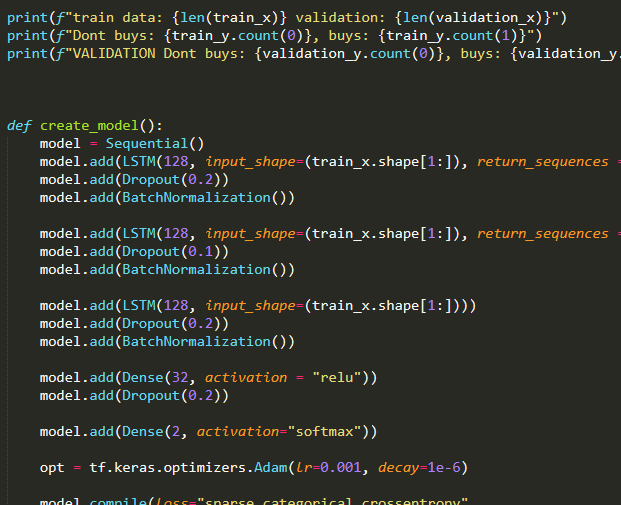 print(f"train data: {len(train_x)} validation: {len(validation_x)}")
print(f"Dont buys: {train_y.count(0)}, buys: {train_y.count(1)}")
print(f"VALIDATION Dont buys: {validation_y.count(0)}, buys: {validation_y.
def create_model():
    model = Sequential()
    model.add(LSTM(128, input_shape=(train_x.shape[1:]), return_sequences =
    model.add(Dropout(0.2))
    model.add(BatchNormalization())
    model.add(LSTM(128, input_shape=(train_x.shape[1:]), return_sequences =
    model.add(Dropout(0.1))
    model.add(BatchNormalization())
    model.add(LSTM(128, input_shape=(train_x.shape[1:])))
    model.add(Dropout(0.2))
    model.add(BatchNormalization())
    model.add(Dense(32, activation = "relu"))
    model.add(Dropout(0.2))
    model.add(Dense(2, activation="softmax"))
    opt = tf.keras.optimizers.Adam(lr=0.001, decay=1e-6)
    model.compile(loss="sparse_categorical_crossentropy"